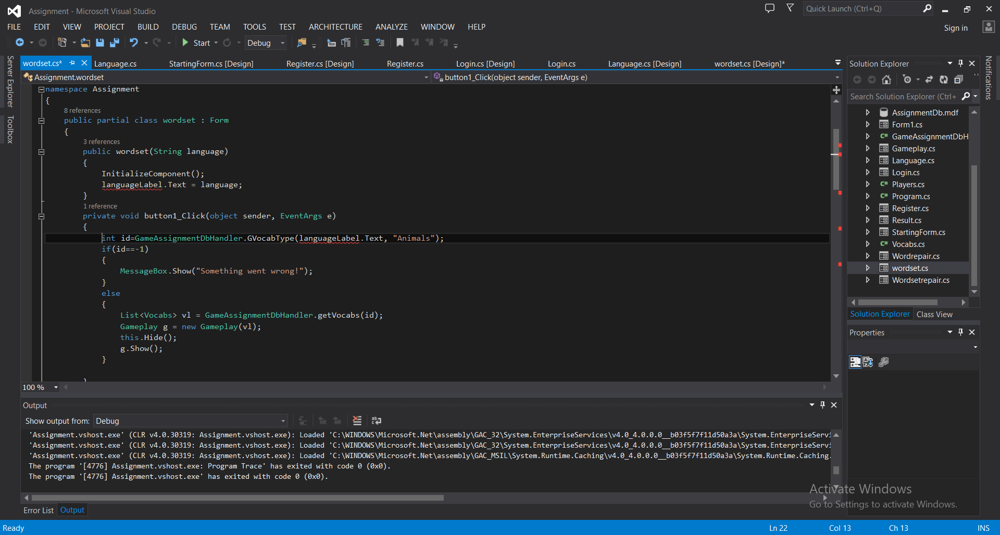 Assignment - Microsoft Visual Studio
Quick Launch (Ctrl+Q)
FILE EDIT VIEW PROJECT BUILD DEBUG TEAM TOOLS TEST ARCHITECTURE ANALYZE WINDOW HELP
Sign in
Start Debug
Server Explorer
Toolbox
wordset.cs* Language.cs StartingForm.cs [Design] Register.cs [Design] Register.cs Login.cs [Design] Login.cs Language.cs [Design] wordset.cs [Design]*
Assignment.wordset button1_Click(object sender, EventArgs e)
namespace Assignment
{
8 references
public partial class wordset : Form
{
3 references
public wordset(String language)
{
InitializeComponent();
languageLabel.Text = language;
}
1 reference
private void button1_Click(object sender, EventArgs e)
{
int id=GameAssignmentDbHandler.GVocabType(languageLabel.Text, "Animals");
if(id==-1)
{
MessageBox.Show("Something went wrong!");
}
else
{
List<Vocabs> vl = GameAssignmentDbHandler.getVocabs(id);
Gameplay g = new Gameplay(vl);
this.Hide();
g.Show();
}
100 %
Output
Show output from: Debug
'Assignment.vshost.exe' (CLR v4.0.30319: Assignment.vshost.exe): Loaded 'C:\WINDOWS\Microsoft.Net\assembly\GAC_32\System.EnterpriseServices\v4.0_4.0.0.0__b03f5f7f11d50a3a\System.EnterpriseServi
'Assignment.vshost.exe' (CLR v4.0.30319: Assignment.vshost.exe): Loaded 'C:\WINDOWS\Microsoft.Net\assembly\GAC_32\System.EnterpriseServices\v4.0_4.0.0.0__b03f5f7f11d50a3a\System.EnterpriseServi
'Assignment.vshost.exe' (CLR v4.0.30319: Assignment.vshost.exe): Loaded 'C:\WINDOWS\Microsoft.Net\assembly\GAC_MSIL\System.Runtime.Caching\v4.0_4.0.0.0__b03f5f7f11d50a3a\System.Runtime.Caching.
The program '[4776] Assignment.vshost.exe: Program Trace' has exited with code 0 (0x0).
The program '[4776] Assignment.vshost.exe' has exited with code 0 (0x0).
Error List Output
Solution Explorer
Search Solution Explorer (Ctrl+
AssignmentDb.mdf
Form1.cs
GameAssignmentDbH
Gameplay.cs
Language.cs
Login.cs
Players.cs
Program.cs
Register.cs
Result.cs
StartingForm.cs
Vocabs.cs
Wordrepair.cs
wordset.cs
Wordsetrepair.cs
Solution Explorer Class View
Properties
Notifications
Activate Windows
Go to Settings to activate Windows.
Ready Ln 22 Col 13 Ch 13 INS